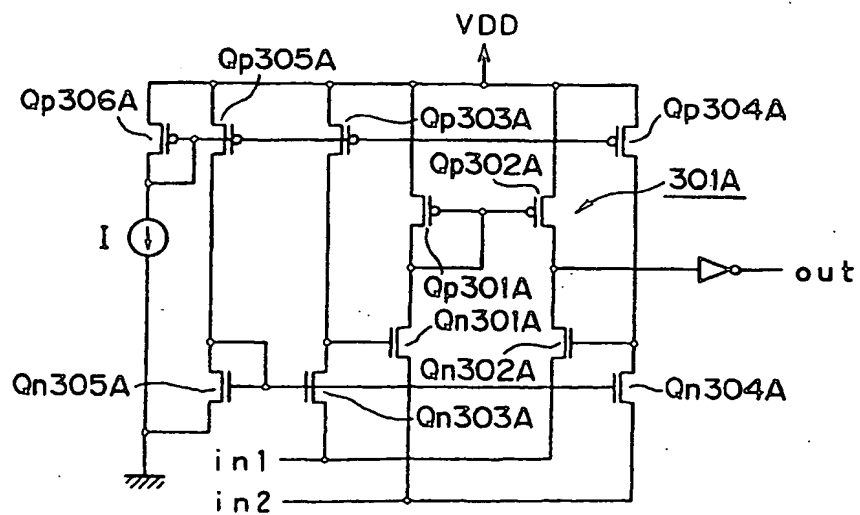 VDD
Qp305A
Qp306A
Qp303A
Qp304A
Qp302A
301A
I
out
Qp301A
Qn301A
Qn302A
Qn305A
Qn304A
Qn303A
in1
in2